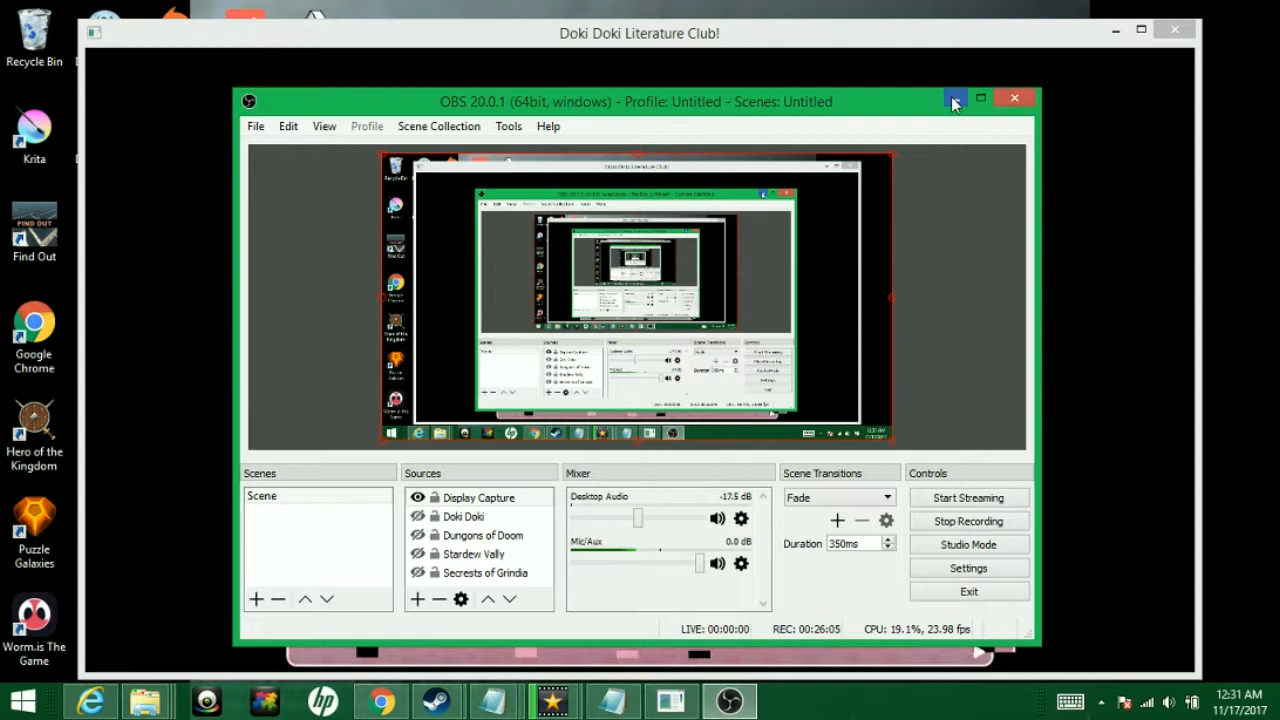 Doki Doki Literature Club!
Recycle Bin
OBS 20.0.1 (64bit, windows) - Profile: Untitled - Scenes: Untitled
File Edit View Profile Scene Collection Tools Help
Krita
FIND OUT
Find Out
Google
Chrome
Hero of the
Kingdom
Puzzle
Galaxies
Worm.is The
Game
Scenes
Scene
Sources
Display Capture
Doki Doki
Dungons of Doom
Stardew Vally
Secrests of Grindia
Mixer
Desktop Audio -17.5 dB
Mic/Aux 0.0 dB
Scene Transitions
Fade
Duration 350ms
Controls
Start Streaming
Stop Recording
Studio Mode
Settings
Exit
LIVE: 00:00:00 REC: 00:26:05 CPU: 19.1%, 23.98 fps
12:31 AM
11/17/2017